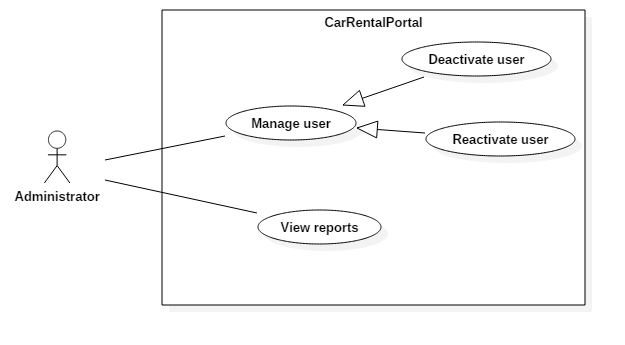 CarRentalPortal
Deactivate user
Manage user
Reactivate user
Administrator
View reports